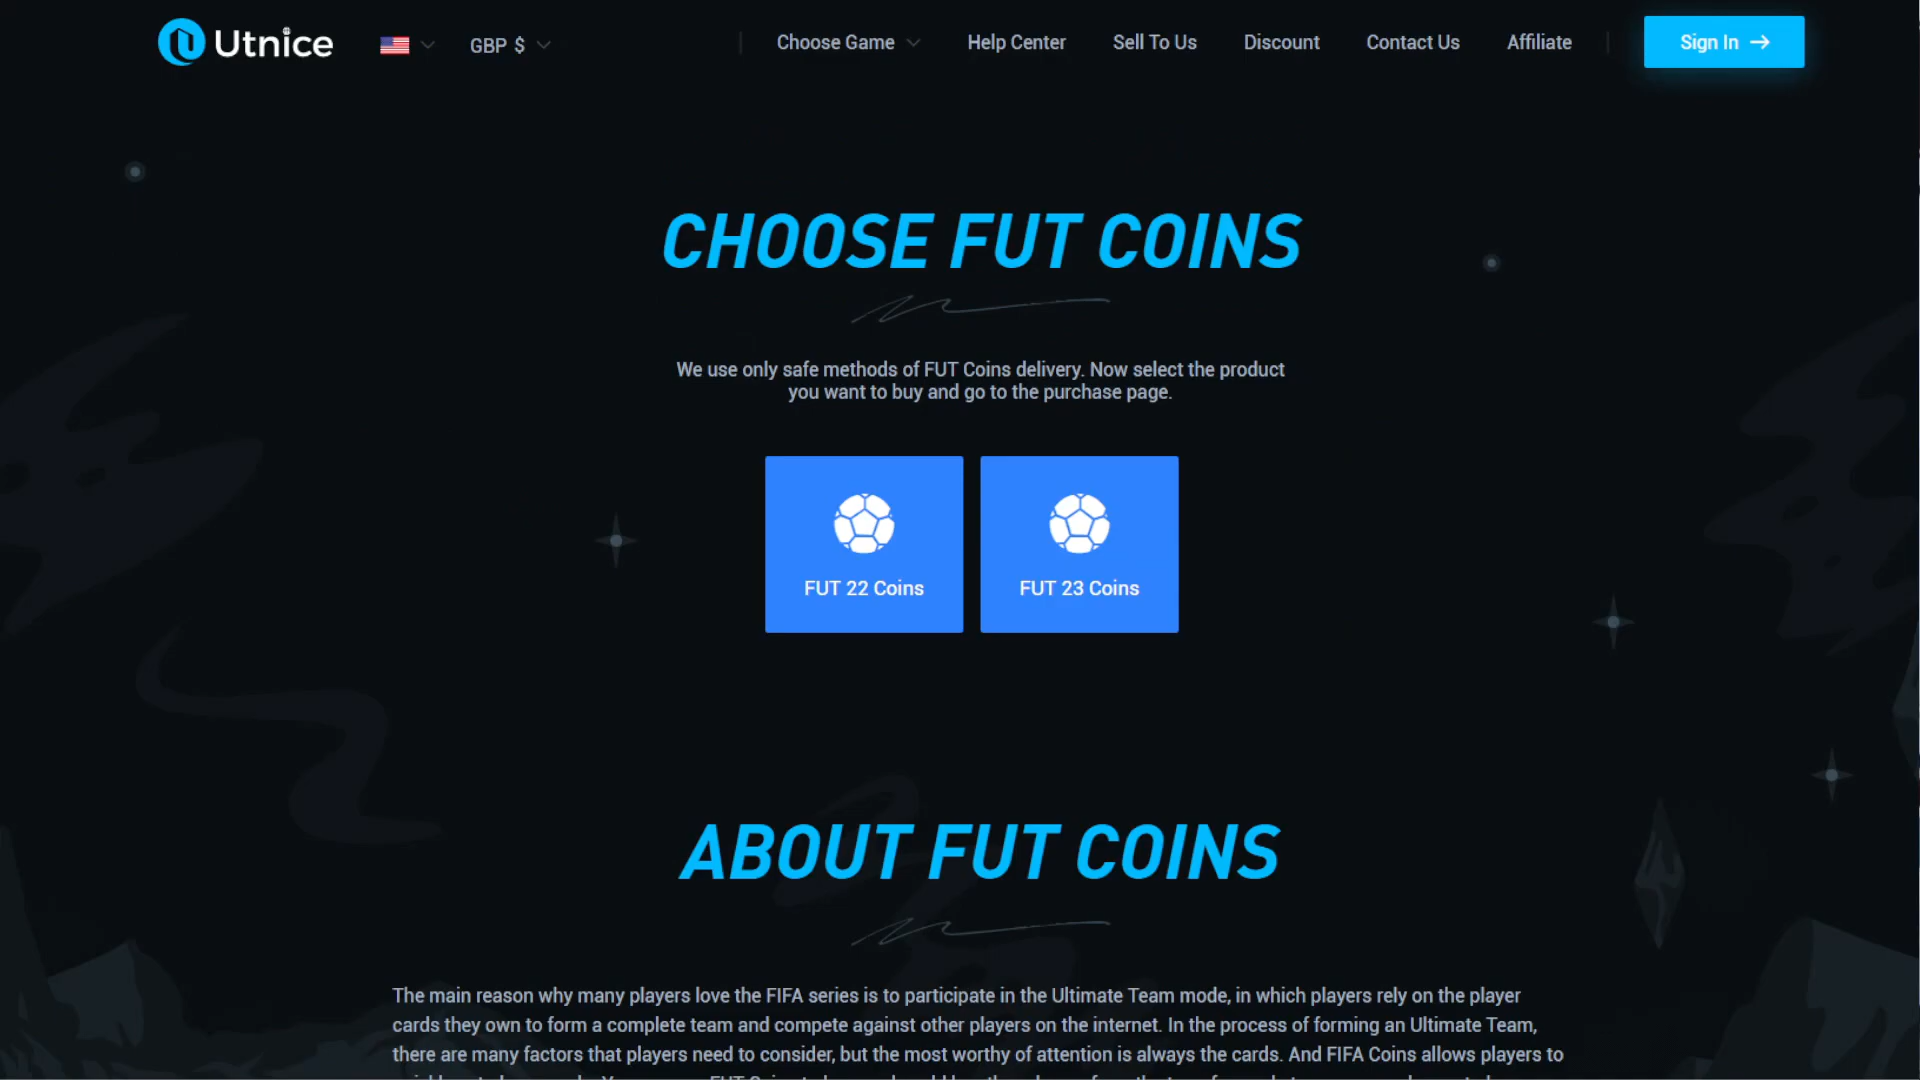 Utnice
GBP $
Choose Game
Help Center
Sell To Us
Discount
Contact Us
Affiliate
Sign In
CHOOSE FUT COINS
We use only safe methods of FUT Coins delivery. Now select the product
you want to buy and go to the purchase page.
FUT 22 Coins
FUT 23 Coins
ABOUT FUT COINS
The main reason why many players love the FIFA series is to participate in the Ultimate Team mode, in which players rely on the player
cards they own to form a complete team and compete against other players on the internet. In the process of forming an Ultimate Team,
there are many factors that players need to consider, but the most worthy of attention is always the cards. And FIFA Coins allows players to